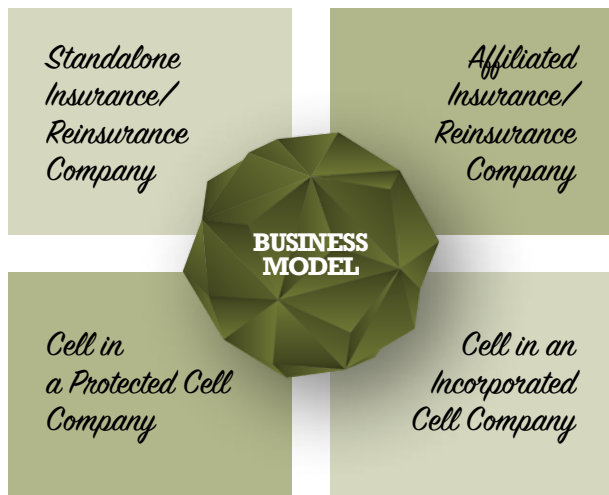 Standalone
Insurance/
Reinsurance
Company
Affiliated
Insurance/
Reinsurance
Company
BUSINESS
MODEL
Cell in
a Protected Cell
Company
Cell in an
Incorporated
Cell Company